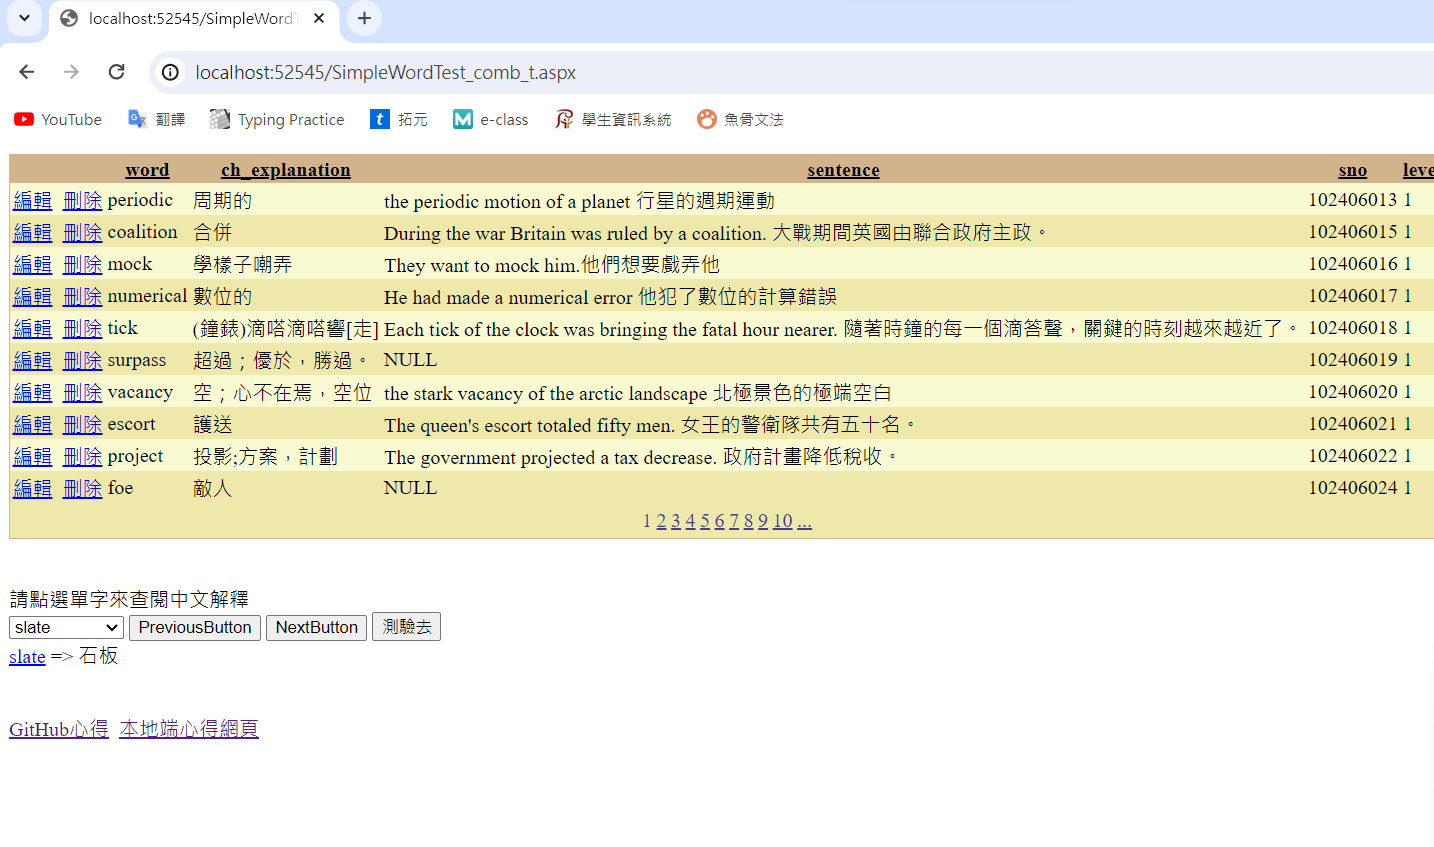 localhost:52545/SimpleWordT
localhost:52545/SimpleWordTest_comb_t.aspx
YouTube 翻譯 Typing Practice 拓元 e-class 學生資訊系統 魚骨文法
word ch_explanation sentence sno leve
編輯 刪除 periodic 周期的 the periodic motion of a planet 行星的週期運動 102406013 1
編輯 刪除 coalition 合併 During the war Britain was ruled by a coalition. 大戰期間英國由聯合政府主政。 102406015 1
編輯 刪除 mock 學樣子嘲弄 They want to mock him.他們想要戲弄他 102406016 1
編輯 刪除 numerical 數位的 He had made a numerical error 他犯了數位的計算錯誤 102406017 1
編輯 刪除 tick (鐘錶)滴嗒滴嗒響[走] Each tick of the clock was bringing the fatal hour nearer. 隨著時鐘的每一個滴答聲，關鍵的時刻越來越近了。 102406018 1
編輯 刪除 surpass 超過；優於，勝過。 NULL 102406019 1
編輯 刪除 vacancy 空；心不在焉，空位 the stark vacancy of the arctic landscape 北極景色的極端空白 102406020 1
編輯 刪除 escort 護送 The queen's escort totaled fifty men. 女王的警衛隊共有五十名。 102406021 1
編輯 刪除 project 投影;方案，計劃 The government projected a tax decrease. 政府計畫降低稅收。 102406022 1
編輯 刪除 foe 敵人 NULL 102406024 1
1 2 3 4 5 6 7 8 9 10 ...
請點選單字來查閱中文解釋
slate PreviousButton NextButton 測驗去
slate => 石板
GitHub心得 本地端心得網頁